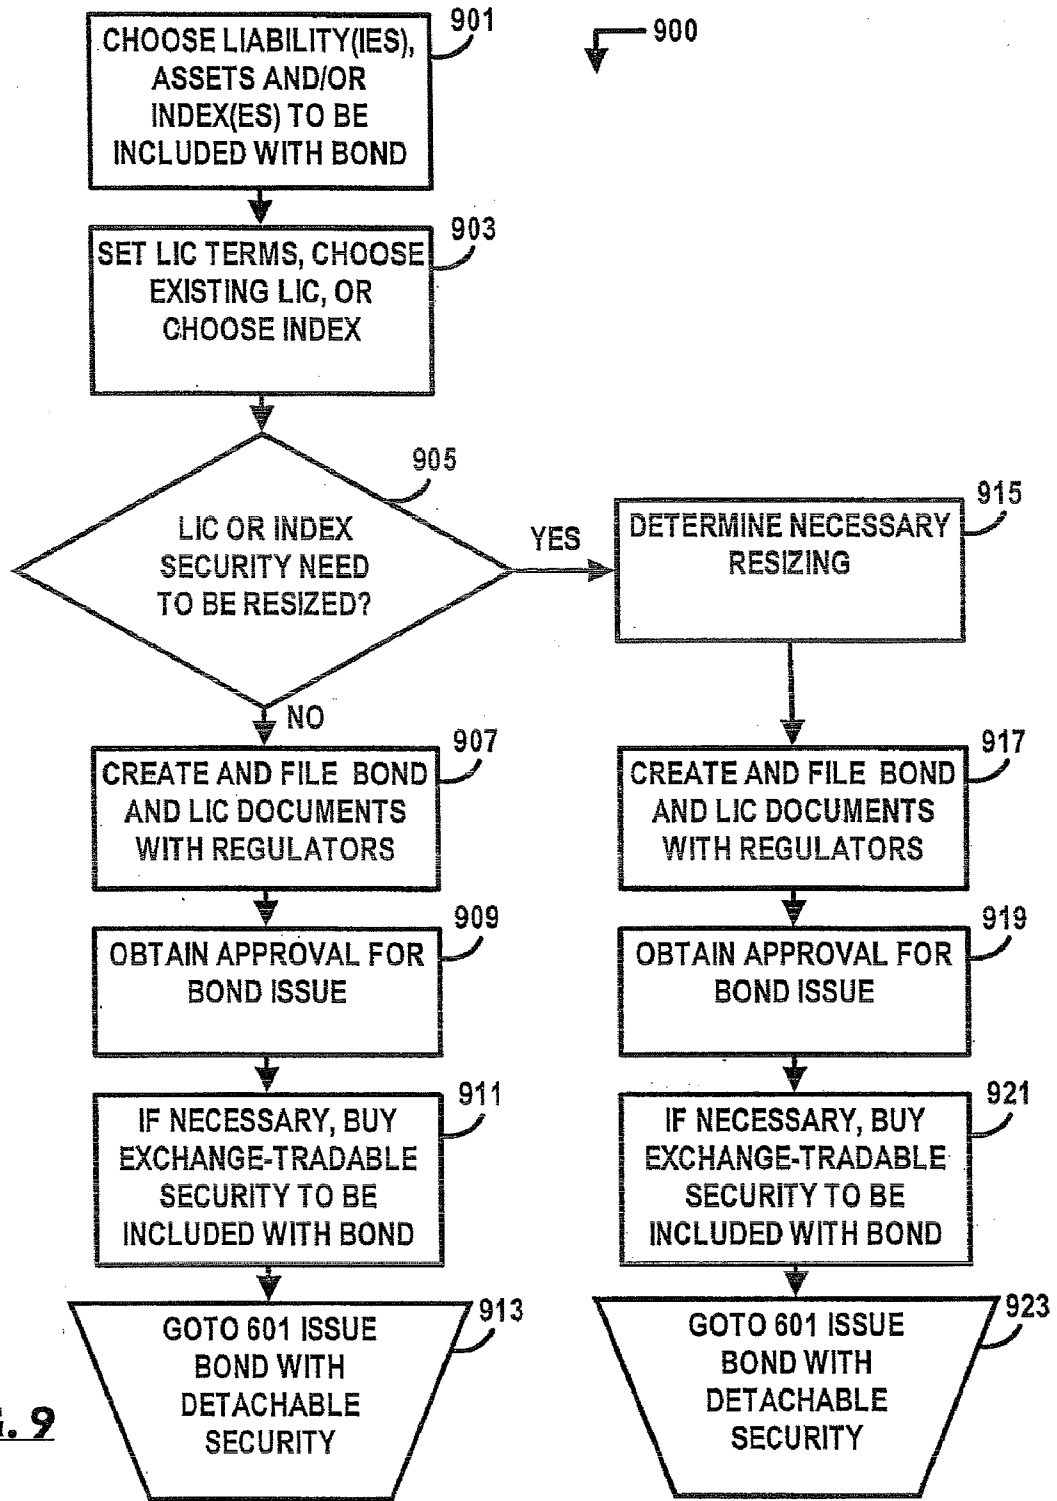 901
CHOOSE LIABILITY(IES),
ASSETS AND/OR
INDEX(ES) TO BE
INCLUDED WITH BOND
900
903
SET LIC TERMS, CHOOSE
EXISTING LIC, OR
CHOOSE INDEX
905
LIC OR INDEX
SECURITY NEED
TO BE RESIZED?
YES
915
DETERMINE NECESSARY
RESIZING
NO
907
CREATE AND FILE BOND
AND LIC DOCUMENTS
WITH REGULATORS
917
CREATE AND FILE BOND
AND LIC DOCUMENTS
WITH REGULATORS
909
OBTAIN APPROVAL FOR
BOND ISSUE
919
OBTAIN APPROVAL FOR
BOND ISSUE
911
IF NECESSARY, BUY
EXCHANGE-TRADABLE
SECURITY TO BE
INCLUDED WITH BOND
921
IF NECESSARY, BUY
EXCHANGE-TRADABLE
SECURITY TO BE
INCLUDED WITH BOND
913
GOTO 601 ISSUE
BOND WITH
DETACHABLE
SECURITY
923
GOTO 601 ISSUE
BOND WITH
DETACHABLE
SECURITY
G. 9